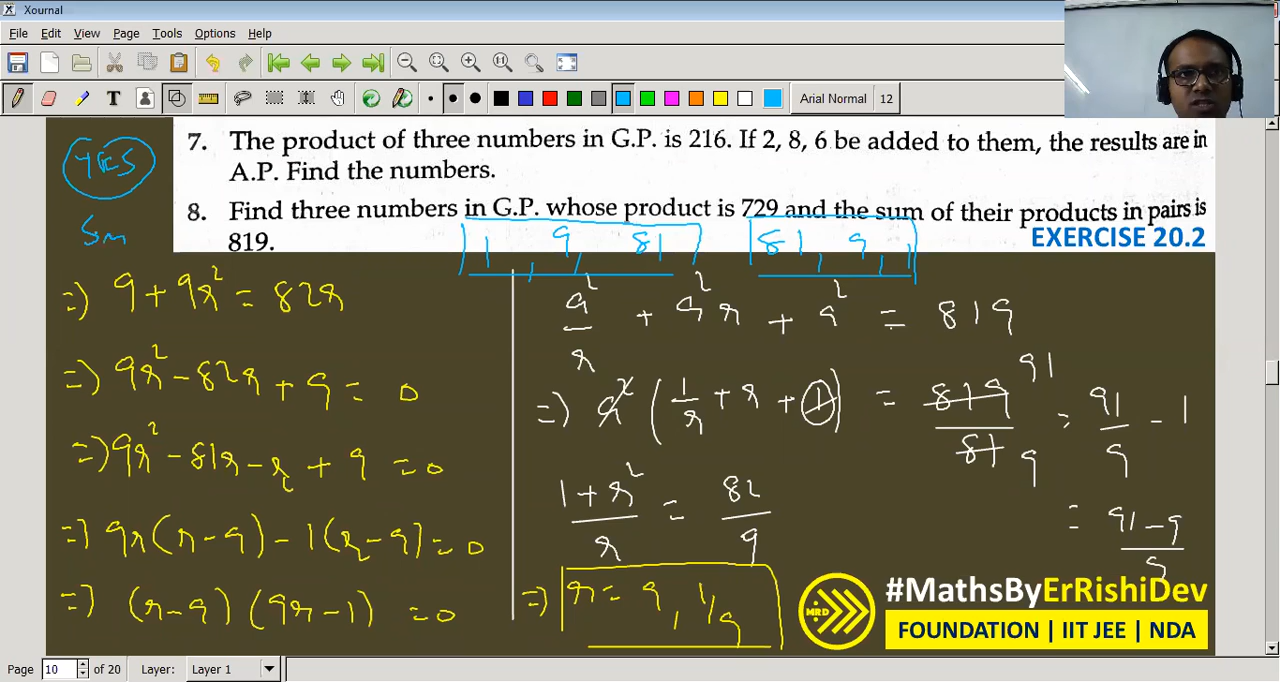 Xournal
File Edit View Page Tools Options Help
Arial Normal 12
YES
Sm
7. The product of three numbers in G.P. is 216. If 2, 8, 6 be added to them, the results are in
A.P. Find the numbers.
8. Find three numbers in G.P. whose product is 729 and the sum of their products in pairs is
819.
EXERCISE 20.2
1, 9, 81
81, 9, 1
=) 9 + 9r² = 82r
=) 9r² - 82r + 9 = 0
=) 9r² - 81r - r + 9 = 0
=) 9r(r-9) - 1(r-9) = 0
=) (r-9) (9r-1) = 0
a²/r + a²r + a² = 819
=) a² (1/r + r + 1) = 819/81 91/9 = 91/9 - 1
= 91-9/9
1+r²/r = 82/9
=) r = 9, 1/9
MRD
#MathsByErRishiDev
FOUNDATION | IIT JEE | NDA
Page 10 of 20 Layer: Layer 1